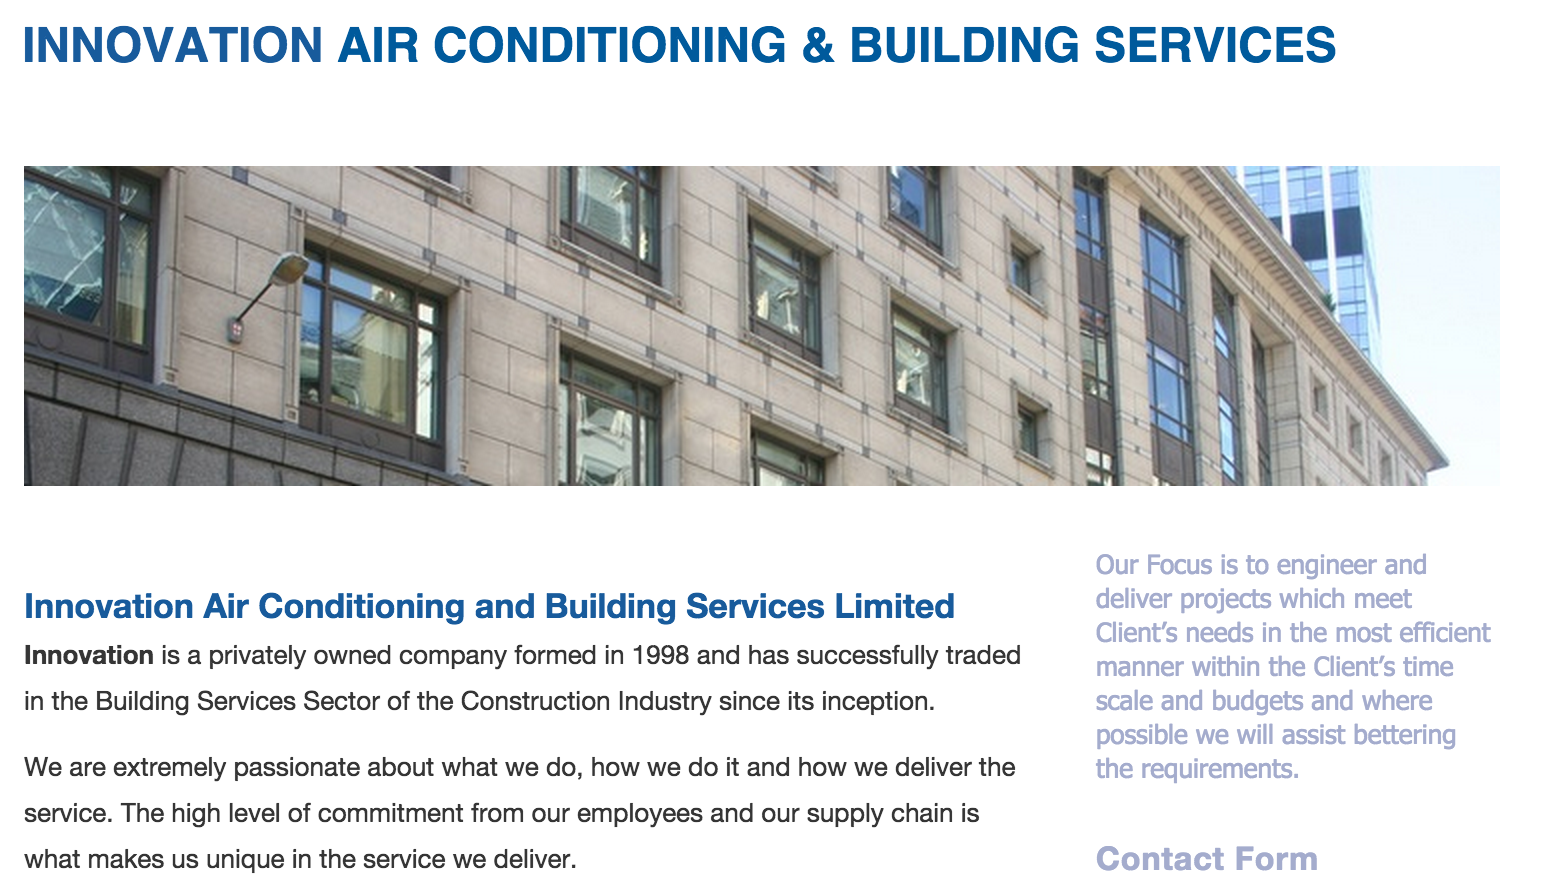 INNOVATION AIR CONDITIONING & BUILDING SERVICES
Innovation Air Conditioning and Building Services Limited
Innovation is a privately owned company formed in 1998 and has successfully traded
in the Building Services Sector of the Construction Industry since its inception.
We are extremely passionate about what we do, how we do it and how we deliver the
service. The high level of commitment from our employees and our supply chain is
what makes us unique in the service we deliver.
Our Focus is to engineer and
deliver projects which meet
Client’s needs in the most efficient
manner within the Client’s time
scale and budgets and where
possible we will assist bettering
the requirements.
Contact Form